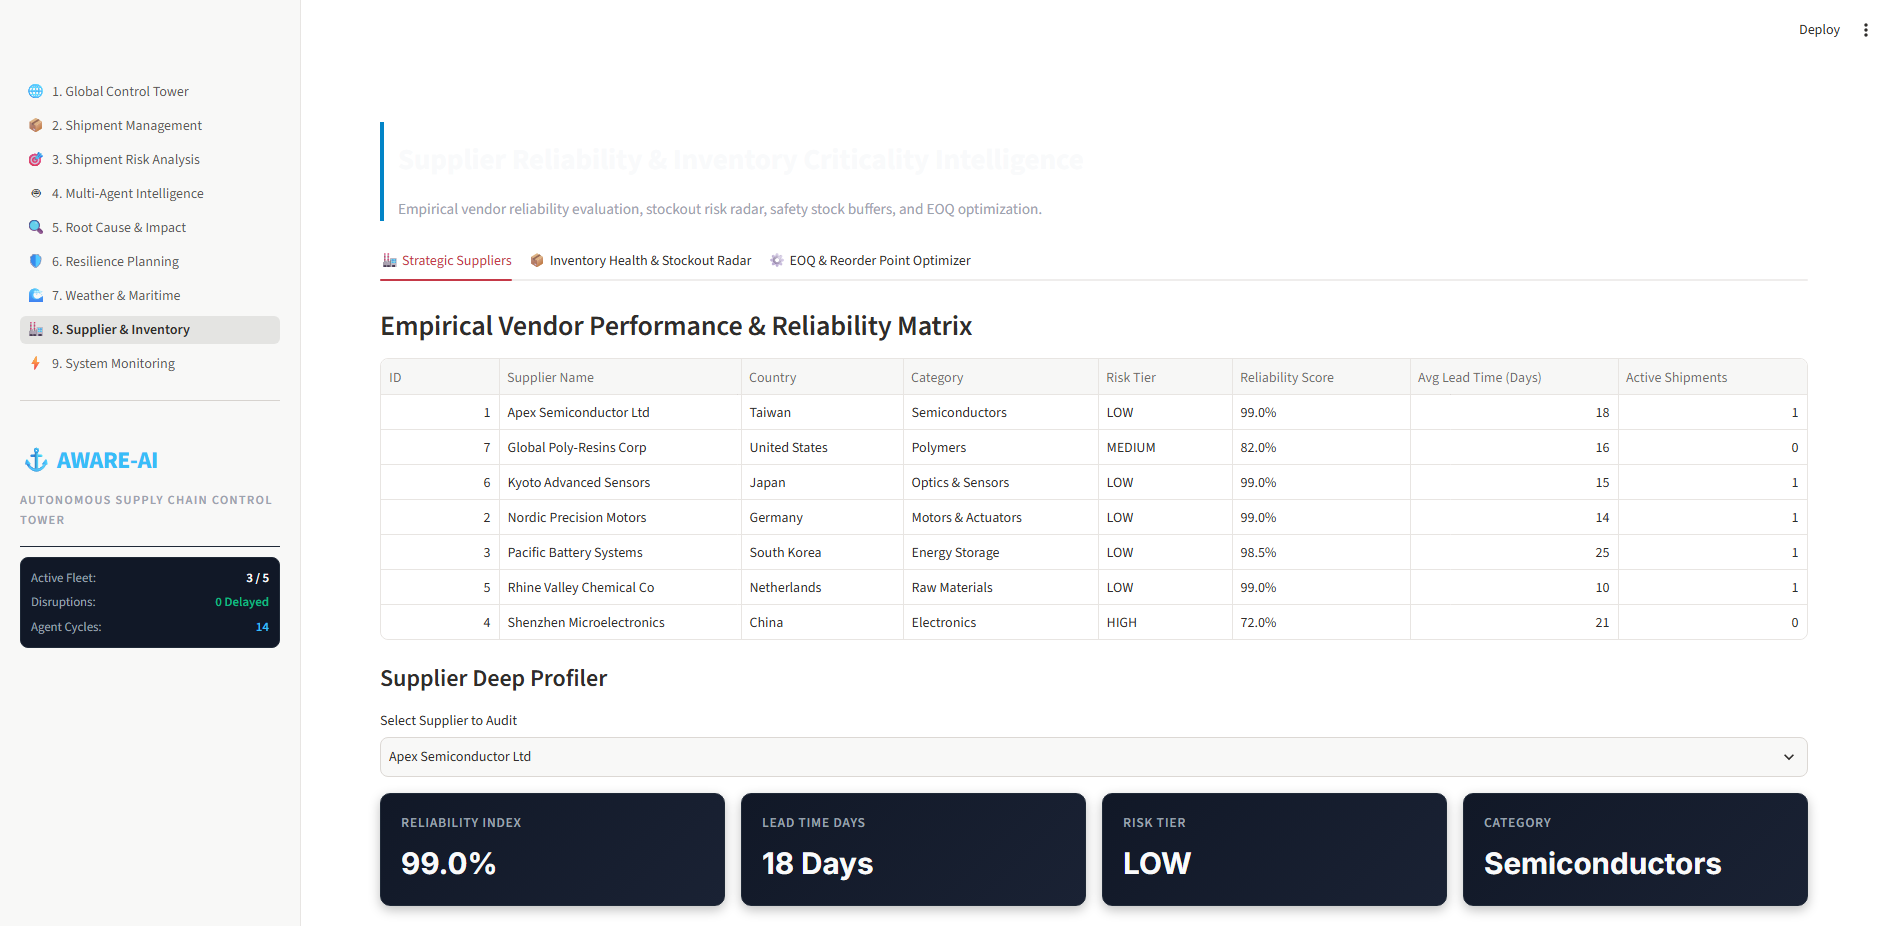 Deploy
1. Global Control Tower
2. Shipment Management
3. Shipment Risk Analysis
4. Multi-Agent Intelligence
5. Root Cause & Impact
6. Resilience Planning
7. Weather & Maritime
8. Supplier & Inventory
9. System Monitoring
AWARE-AI
AUTONOMOUS SUPPLY CHAIN CONTROL
TOWER
Active Fleet: 3 / 5
Disruptions: 0 Delayed
Agent Cycles: 14
Supplier Reliability & Inventory Criticality Intelligence
Empirical vendor reliability evaluation, stockout risk radar, safety stock buffers, and EOQ optimization.
Strategic Suppliers Inventory Health & Stockout Radar EOQ & Reorder Point Optimizer
Empirical Vendor Performance & Reliability Matrix
ID Supplier Name Country Category Risk Tier Reliability Score Avg Lead Time (Days) Active Shipments
1 Apex Semiconductor Ltd Taiwan Semiconductors LOW 99.0% 18 1
7 Global Poly-Resins Corp United States Polymers MEDIUM 82.0% 16 0
6 Kyoto Advanced Sensors Japan Optics & Sensors LOW 99.0% 15 1
2 Nordic Precision Motors Germany Motors & Actuators LOW 99.0% 14 1
3 Pacific Battery Systems South Korea Energy Storage LOW 98.5% 25 1
5 Rhine Valley Chemical Co Netherlands Raw Materials LOW 99.0% 10 1
4 Shenzhen Microelectronics China Electronics HIGH 72.0% 21 0
Supplier Deep Profiler
Select Supplier to Audit
Apex Semiconductor Ltd
RELIABILITY INDEX LEAD TIME DAYS RISK TIER CATEGORY
99.0% 18 Days LOW Semiconductors